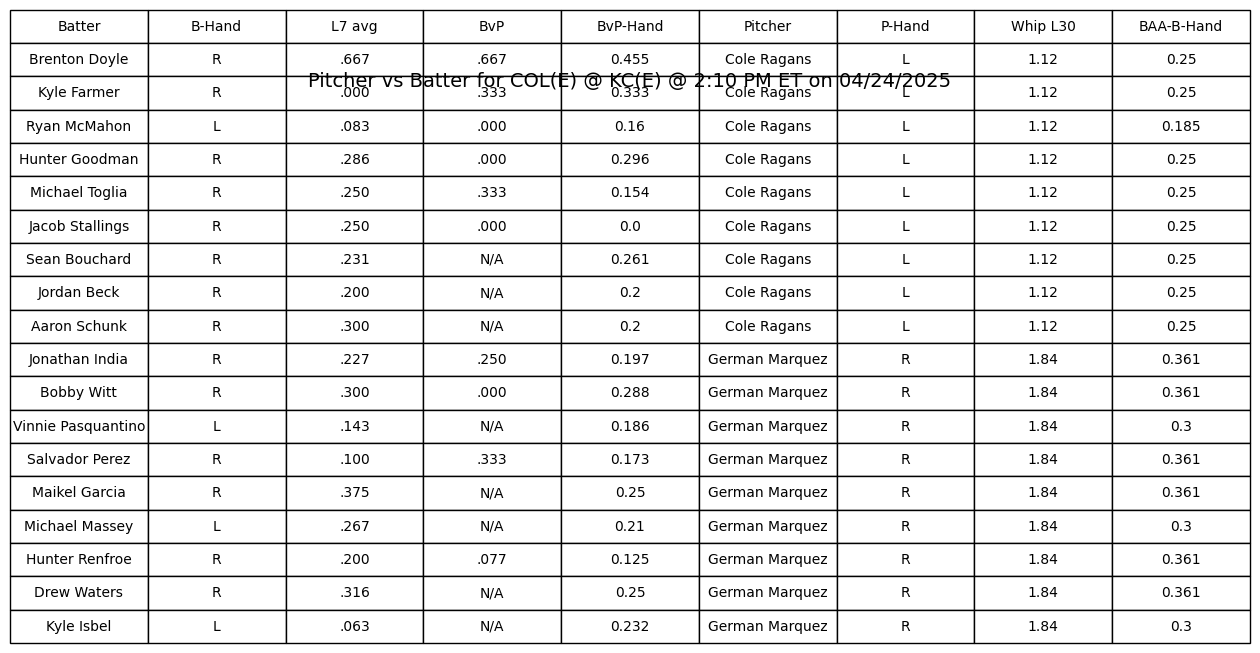 Batter B-Hand L7 avg BvP BvP-Hand Pitcher P-Hand Whip L30 BAA-B-Hand
Brenton Doyle R .667 .667 0.455 Cole Ragans L 1.12 0.25
Pitcher vs Batter for COL(E) @ KC(E) @ 2:10 PM ET on 04/24/2025
Kyle Farmer R .000 .333 0.333 Cole Ragans L 1.12 0.25
Ryan McMahon L .083 .000 0.16 Cole Ragans L 1.12 0.185
Hunter Goodman R .286 .000 0.296 Cole Ragans L 1.12 0.25
Michael Toglia R .250 .333 0.154 Cole Ragans L 1.12 0.25
Jacob Stallings R .250 .000 0.0 Cole Ragans L 1.12 0.25
Sean Bouchard R .231 N/A 0.261 Cole Ragans L 1.12 0.25
Jordan Beck R .200 N/A 0.2 Cole Ragans L 1.12 0.25
Aaron Schunk R .300 N/A 0.2 Cole Ragans L 1.12 0.25
Jonathan India R .227 .250 0.197 German Marquez R 1.84 0.361
Bobby Witt R .300 .000 0.288 German Marquez R 1.84 0.361
Vinnie Pasquantino L .143 N/A 0.186 German Marquez R 1.84 0.3
Salvador Perez R .100 .333 0.173 German Marquez R 1.84 0.361
Maikel Garcia R .375 N/A 0.25 German Marquez R 1.84 0.361
Michael Massey L .267 N/A 0.21 German Marquez R 1.84 0.3
Hunter Renfroe R .200 .077 0.125 German Marquez R 1.84 0.361
Drew Waters R .316 N/A 0.25 German Marquez R 1.84 0.361
Kyle Isbel L .063 N/A 0.232 German Marquez R 1.84 0.3